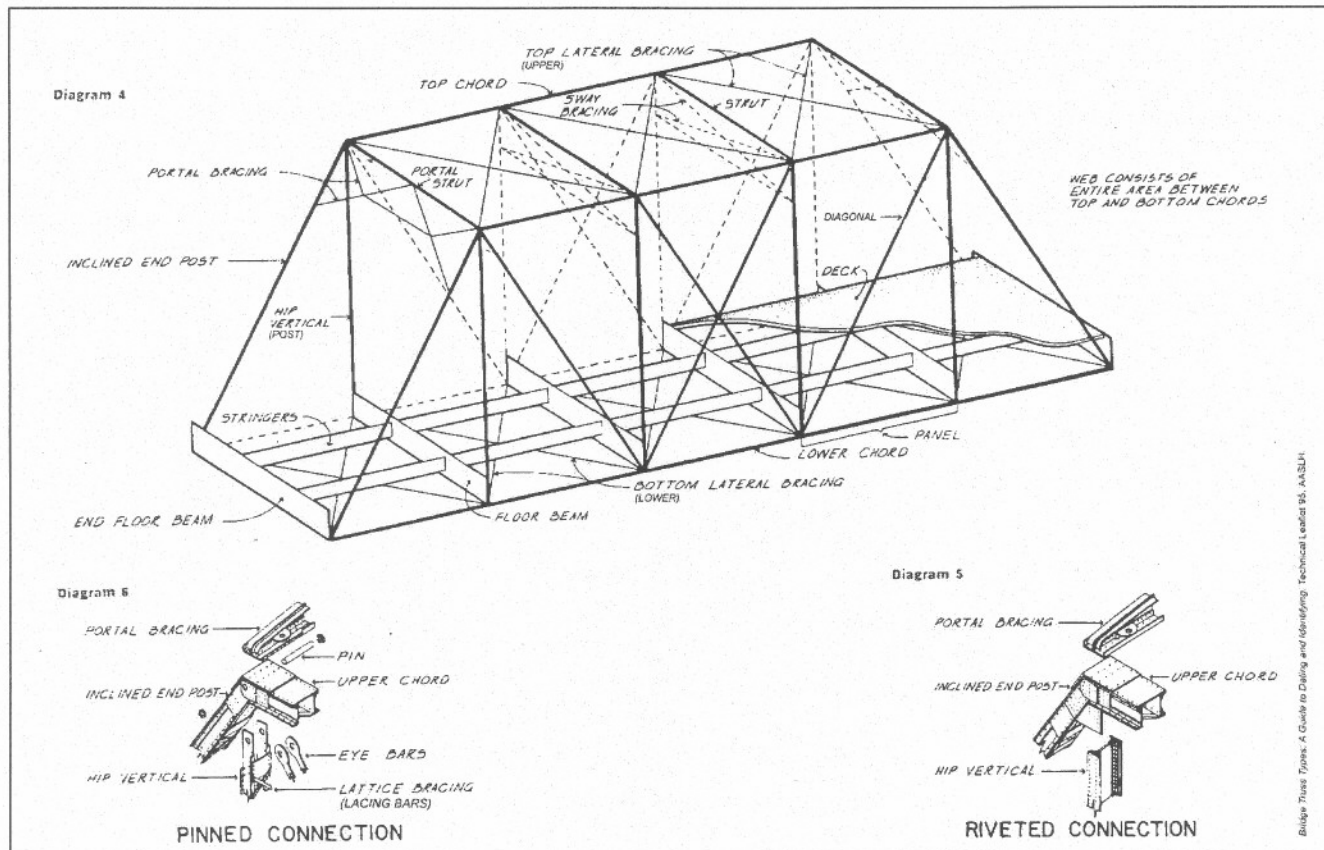 Diagram 4
TOP LATERAL BRACING
(UPPER)
TOP CHORD
SWAY
BRACING
STRUT
PORTAL BRACING
PORTAL
STRUT
WEB CONSISTS OF
ENTIRE AREA BETWEEN
TOP AND BOTTOM CHORDS
DIAGONAL
INCLINED END POST
DECK
HIP
VERTICAL
(POST)
STRINGERS
PANEL
LOWER CHORD
BOTTOM LATERAL BRACING
(LOWER)
END FLOOR BEAM
FLOOR BEAM
Diagram 6
PORTAL BRACING
PIN
UPPER CHORD
INCLINED END POST
EYE BARS
HIP VERTICAL
LATTICE BRACING
(LACING BARS)
PINNED CONNECTION
Diagram 5
PORTAL BRACING
UPPER CHORD
INCLINED END POST
HIP VERTICAL
RIVETED CONNECTION
Bridge Truss Types: A Guide to Dating and Identifying. Technical Leaflet 95, AASLH.